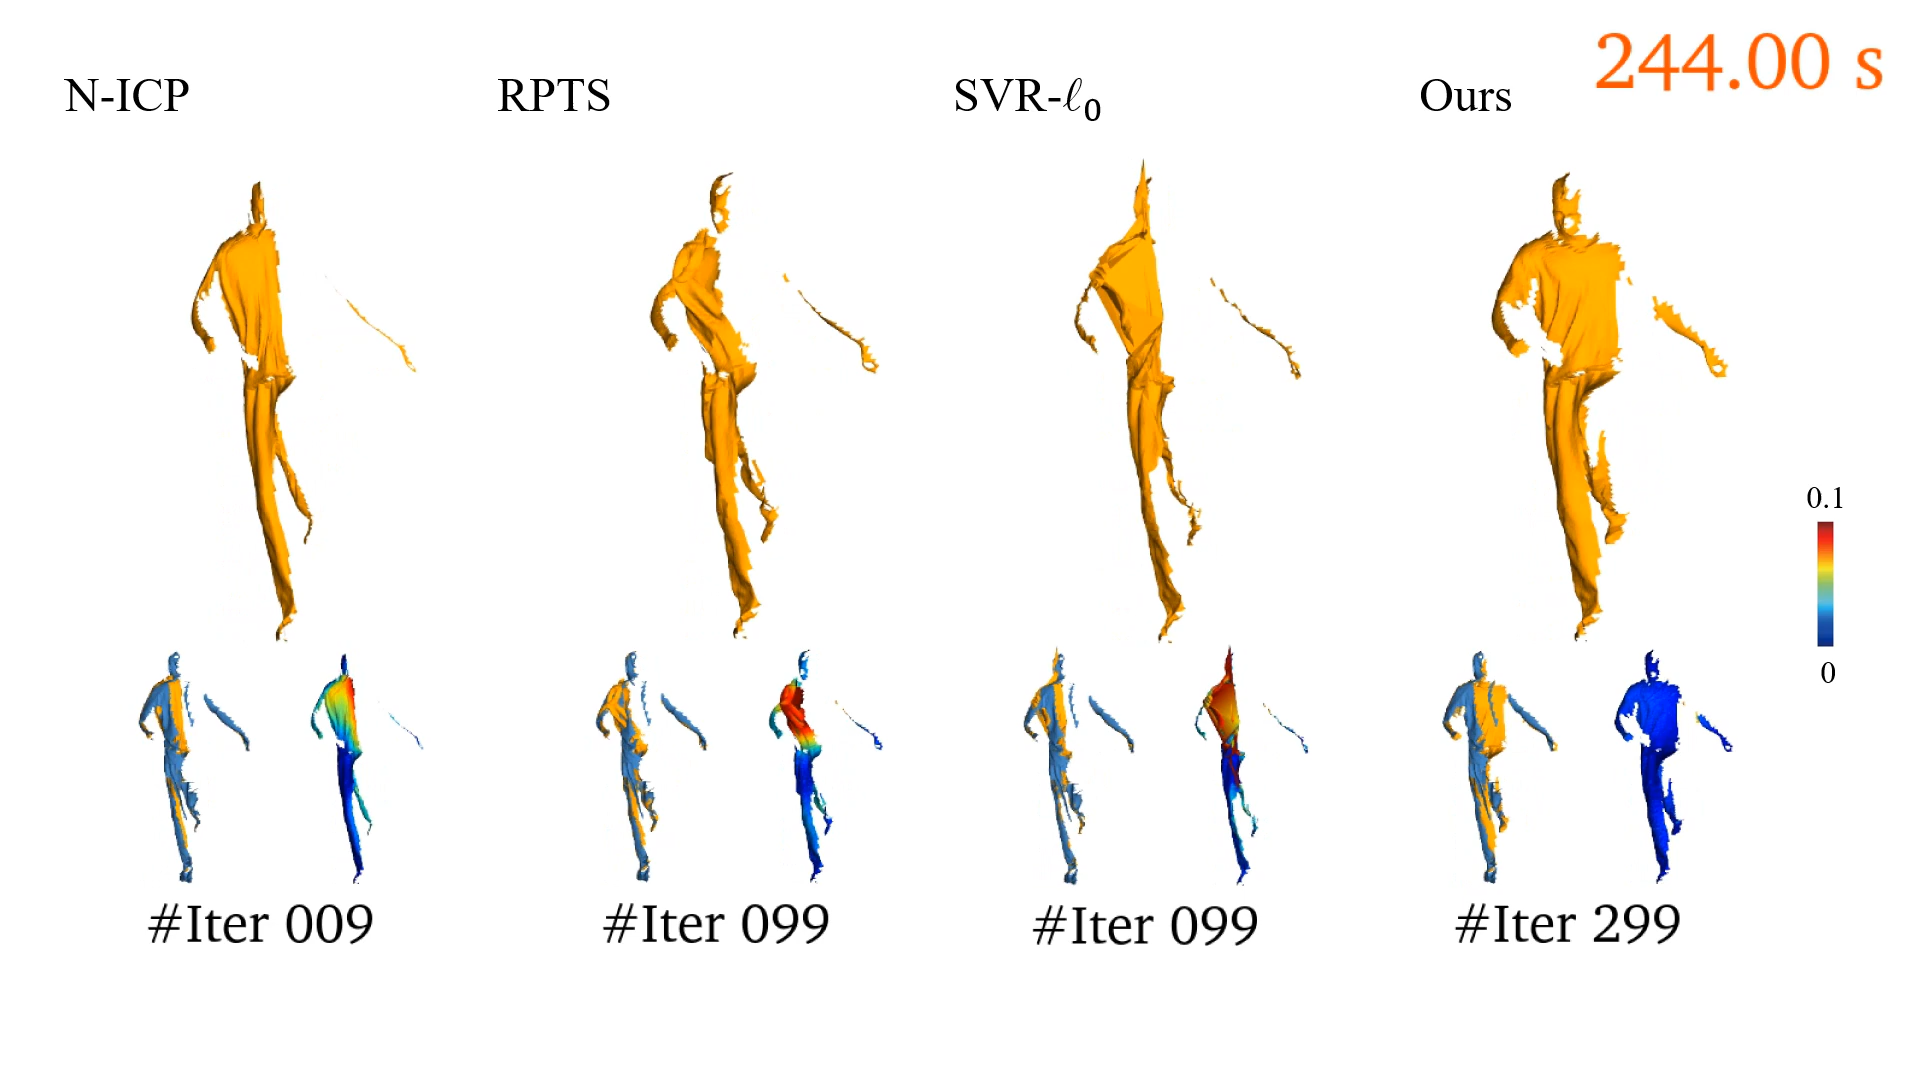 244.00 s
N-ICP
RPTS
SVR-ℓ₀
Ours
0.1
0
#Iter 009
#Iter 099
#Iter 099
#Iter 299